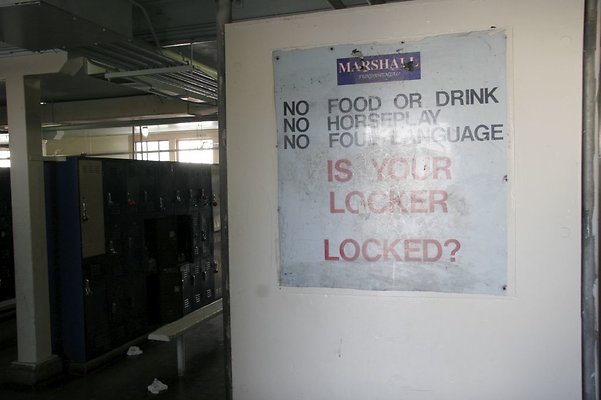 MARSHALL
NO FOOD OR DRINK
NO HORSEPLAY
NO FOUL LANGUAGE
IS YOUR
LOCKER
LOCKED?